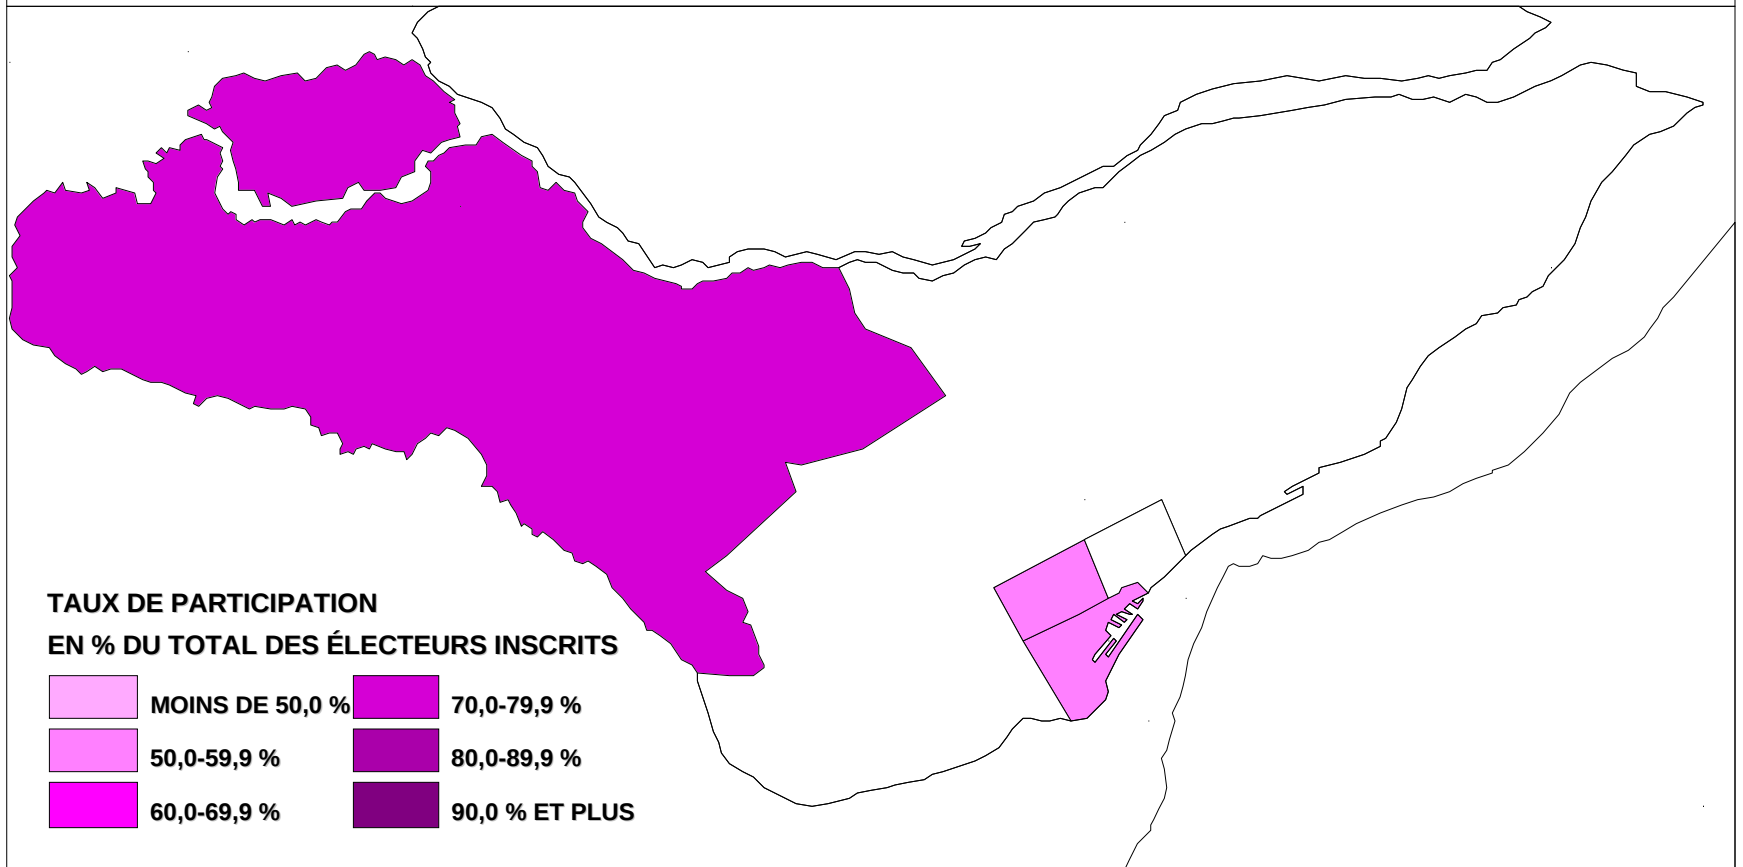 TAUX DE PARTICIPATION
EN % DU TOTAL DES ÉLECTEURS INSCRITS
MOINS DE 50,0 %
50,0-59,9 %
60,0-69,9 %
70,0-79,9 %
80,0-89,9 %
90,0 % ET PLUS